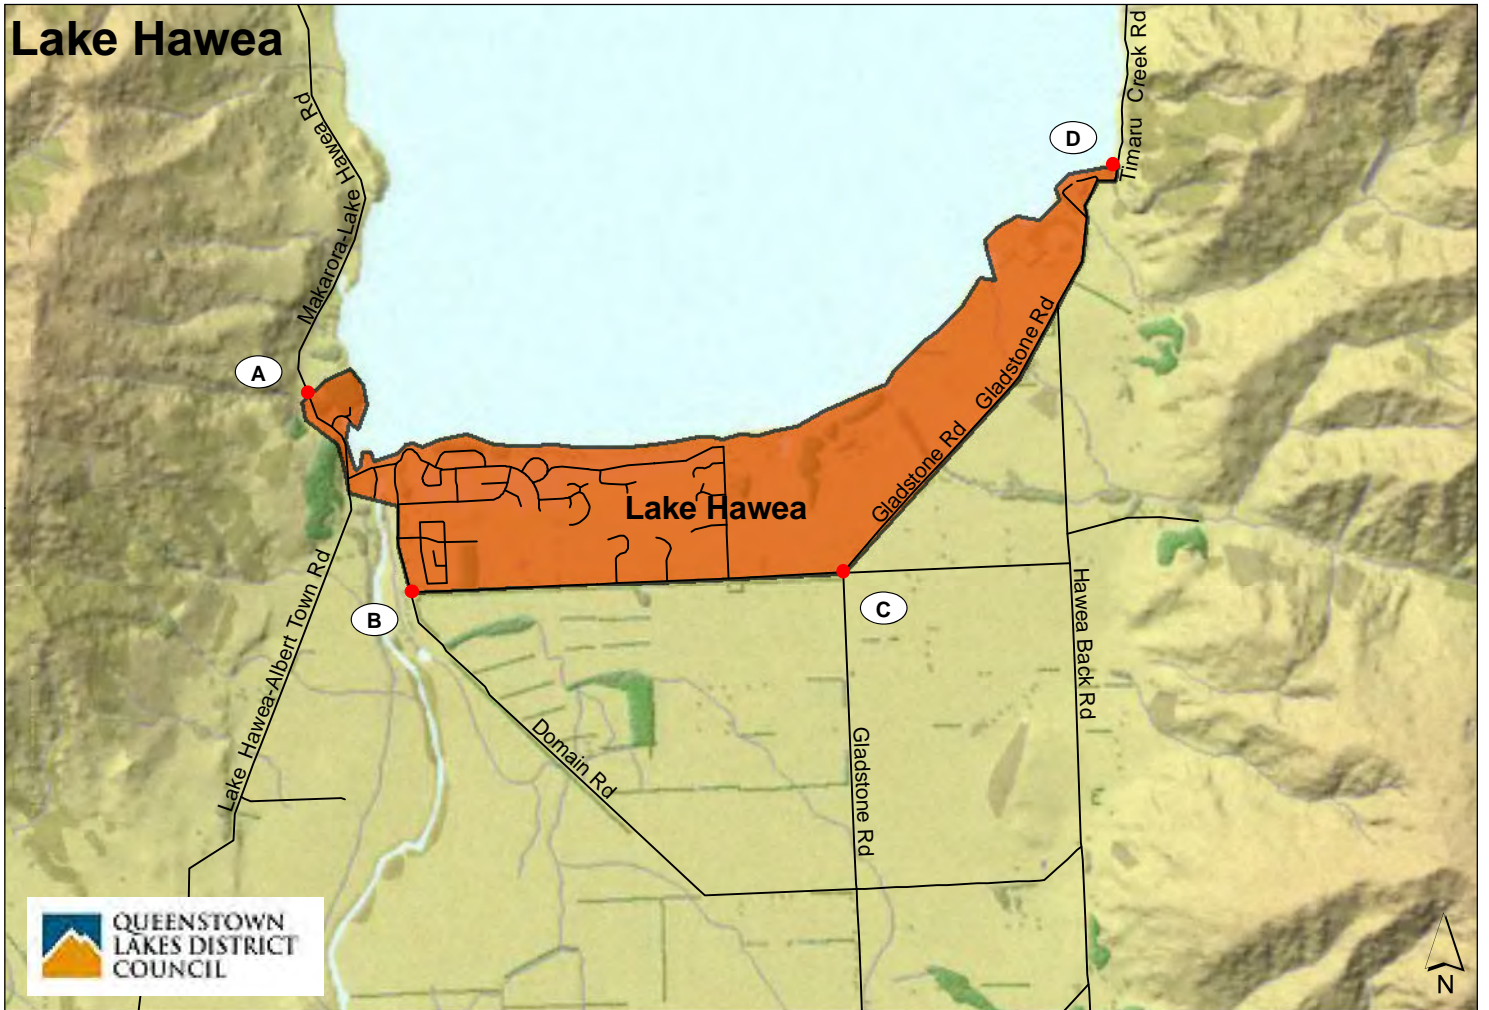 Lake Hawea
Timaru Creek Rd
D
Makarora-Lake Hawea Rd
A
Gladstone Rd
Gladstone Rd
Lake Hawea
B
C
Lake Hawea-Albert Town Rd
Hawea Back Rd
Domain Rd
Gladstone Rd
QUEENSTOWN
LAKES DISTRICT
COUNCIL
N